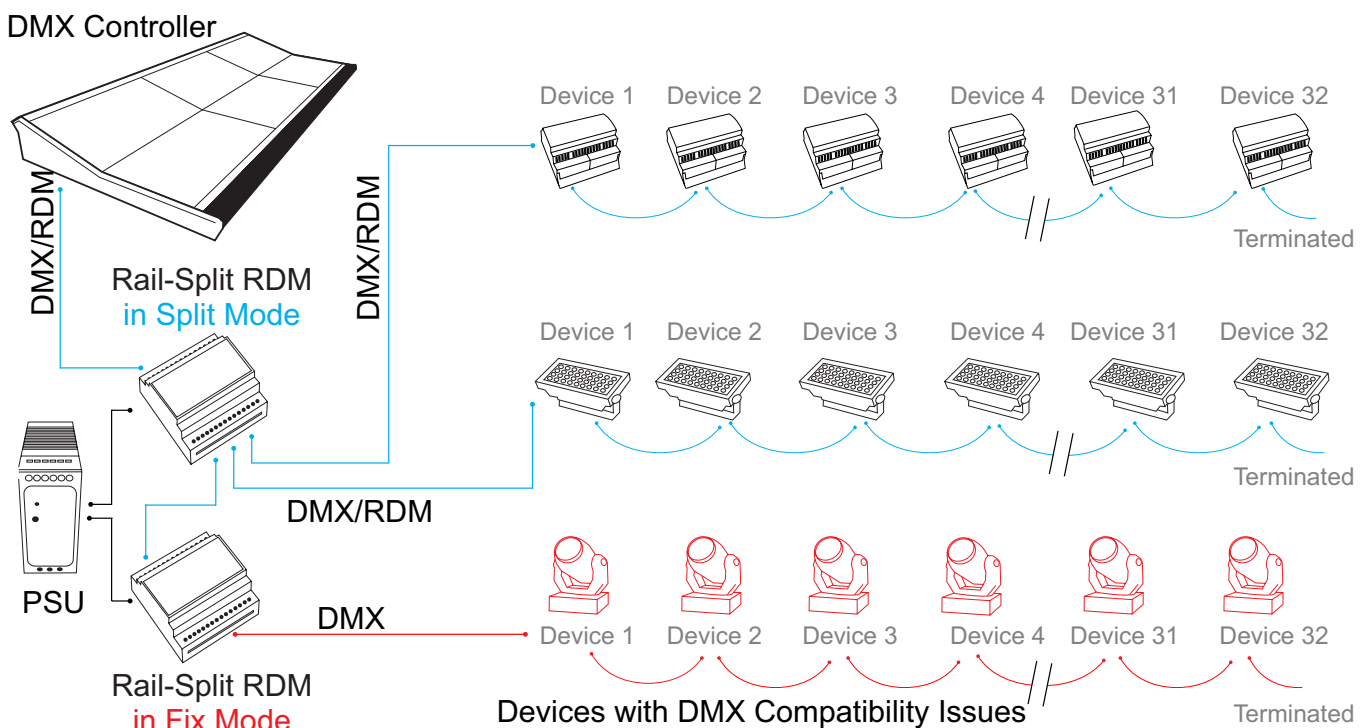 DMX Controller
Device 1 Device 2 Device 3 Device 4 Device 31 Device 32
DMX/RDM
DMX/RDM
Terminated
Rail-Split RDM
in Split Mode
Device 1 Device 2 Device 3 Device 4 Device 31 Device 32
Terminated
DMX/RDM
PSU
DMX
Device 1 Device 2 Device 3 Device 4 Device 31 Device 32
Rail-Split RDM
in Fix Mode
Devices with DMX Compatibility Issues
Terminated